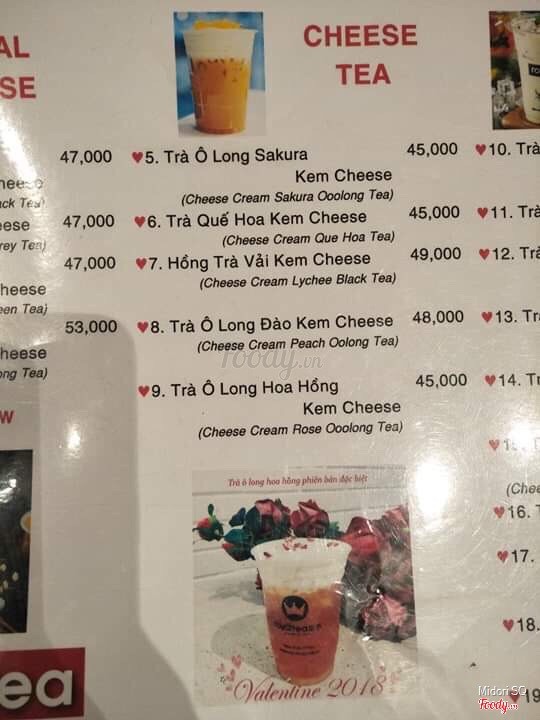 AL
SE
47,000
heese
ack Tea)
eese
47,000
rey Tea)
47,000
heese
een Tea)
53,000
heese
ong Tea)
W
ea
CHEESE
TEA
♥5. Trà Ô Long Sakura 45,000
Kem Cheese
(Cheese Cream Sakura Ooolong Tea)
♥6. Trà Quế Hoa Kem Cheese 45,000
(Cheese Cream Que Hoa Tea)
♥7. Hồng Trà Vải Kem Cheese 49,000
(Cheese Cream Lychee Black Tea)
♥8. Trà Ô Long Đào Kem Cheese 48,000
(Cheese Cream Peach Oolong Tea)
foody.vn
♥9. Trà Ô Long Hoa Hồng 45,000
Kem Cheese
(Cheese Cream Rose Ooolong Tea)
Trà ô long hoa hồng phiên bản đặc biệt
Valentine 2018
♥10. Trà
♥11. Trà
♥12. Trà
♥13. Tr
♥14. T
(Chee
♥16. T
♥17.
♥18.
♥19
Midori SQ
Foody.vn